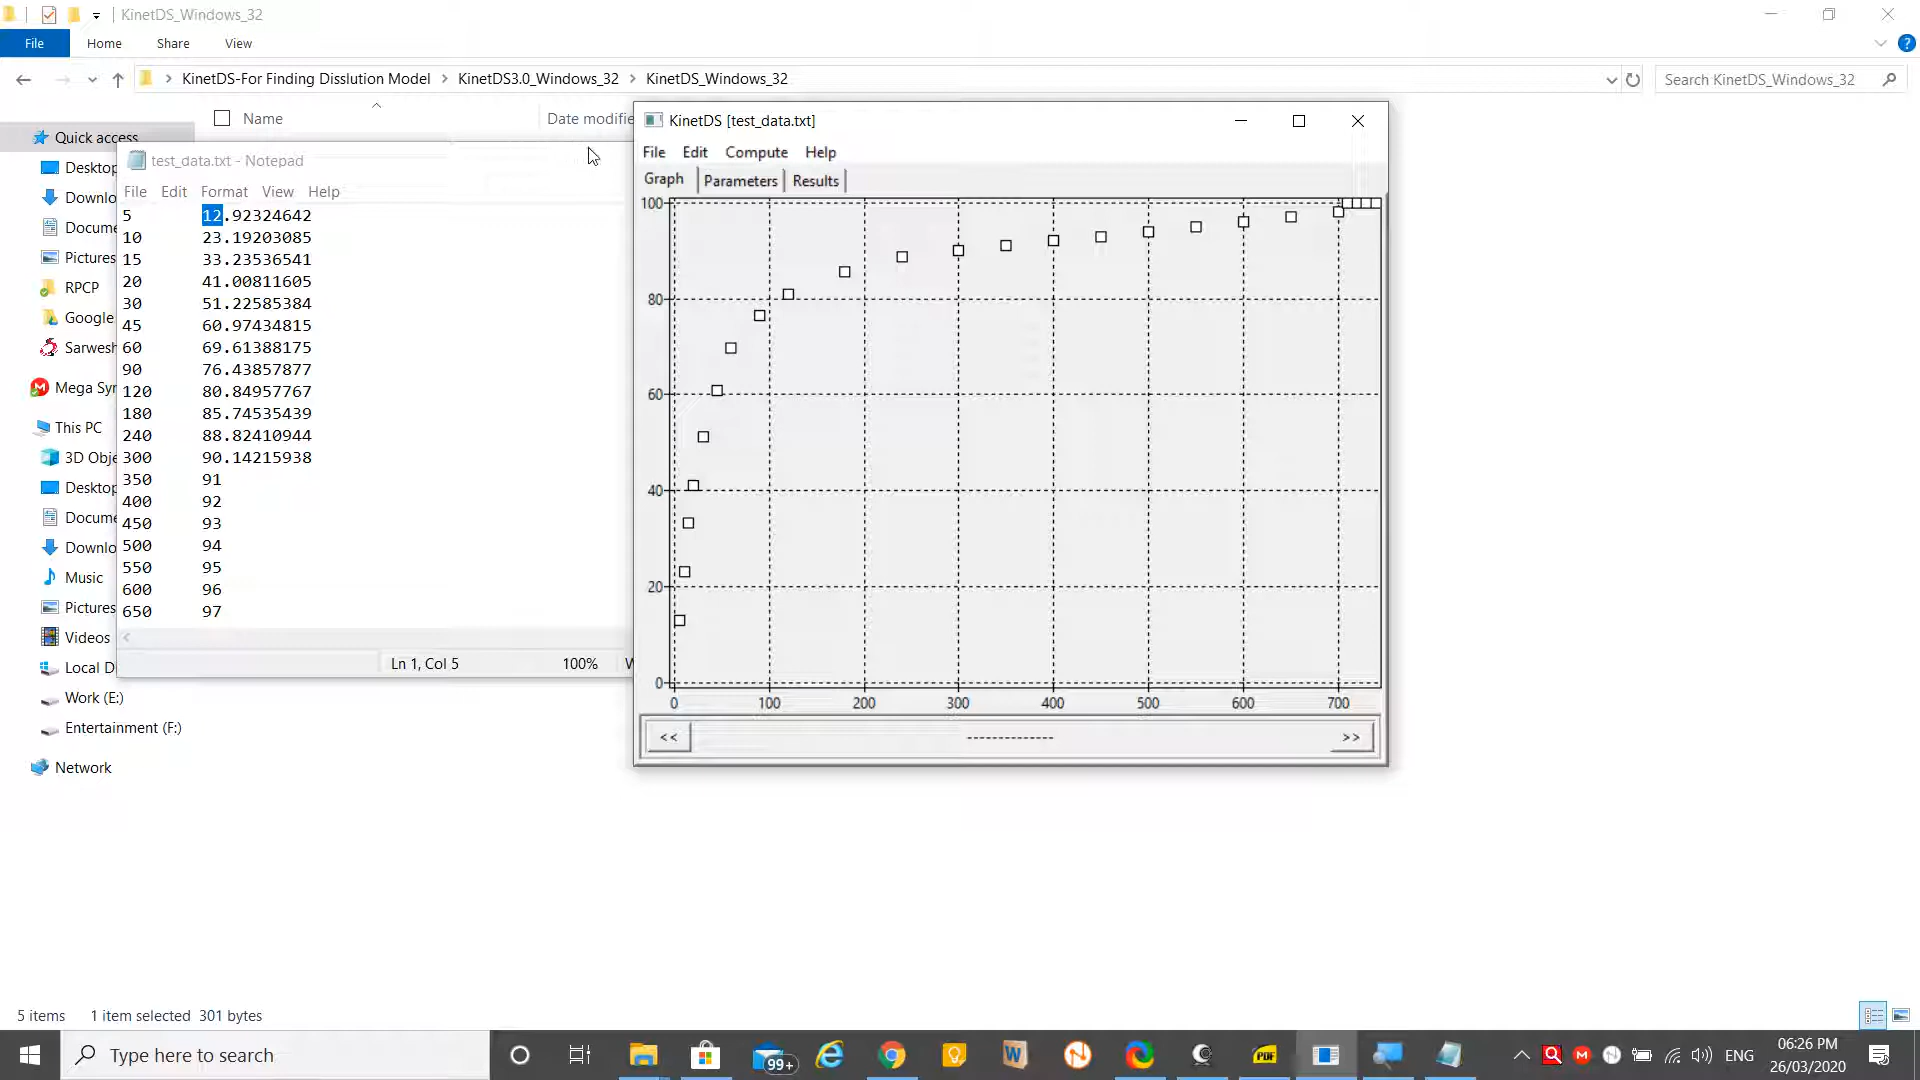 KinetDS_Windows_32
File Home Share View
KinetDS-For Finding Disslution Model KinetDS3.0_Windows_32 KinetDS_Windows_32
Search KinetDS_Windows_32
Name Date modifie
Quick access
Desktop
Downlo
Docume
Pictures
RPCP
Google
Sarwesh
Mega Syn
This PC
3D Obje
Desktop
Docume
Downlo
Music
Pictures
Videos
Local D
Work (E:)
Entertainment (F:)
Network
test_data.txt - Notepad
File Edit Format View Help
5 12.92324642
10 23.19203085
15 33.23536541
20 41.00811605
30 51.22585384
45 60.97434815
60 69.61388175
90 76.43857877
120 80.84957767
180 85.74535439
240 88.82410944
300 90.14215938
350 91
400 92
450 93
500 94
550 95
600 96
650 97
Ln 1, Col 5 100% W
KinetDS [test_data.txt]
File Edit Compute Help
Graph Parameters Results
100
80
60
40
20
0
0 100 200 300 400 500 600 700
<< -------------- >>
5 items 1 item selected 301 bytes
Type here to search
99+
PDF
ENG
06:26 PM
26/03/2020